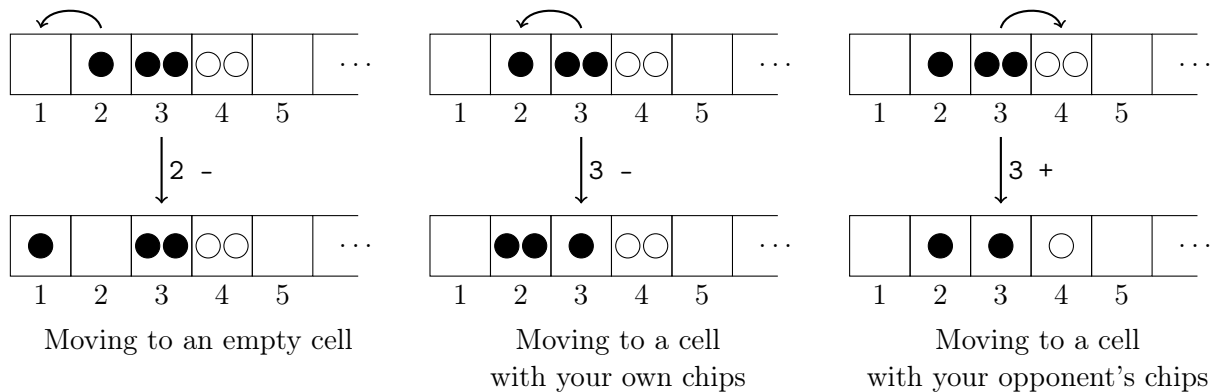 ...
1 2 3 4 5
2 -
...
1 2 3 4 5
Moving to an empty cell
...
1 2 3 4 5
3 -
...
1 2 3 4 5
Moving to a cell
with your own chips
...
1 2 3 4 5
3 +
...
1 2 3 4 5
Moving to a cell
with your opponent's chips